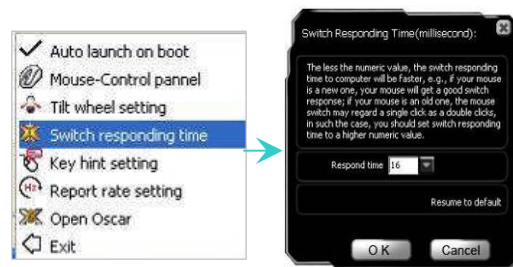 Auto launch on boot
Mouse-Control pannel
Tilt wheel setting
Switch responding time
Key hint setting
Hz+
Report rate setting
Open Oscar
Exit
Switch Responding Time(millisecond):
The less the numeric value, the switch responding
time to computer will be faster, e.g., if your mouse
is a new one, your mouse will get a good switch
response; if your mouse is an old one, the mouse
switch may regard a single click as a double clicks,
in such the case, you should set switch responding
time to a higher numeric value.
Respond time 16
Resume to default
OK Cancel